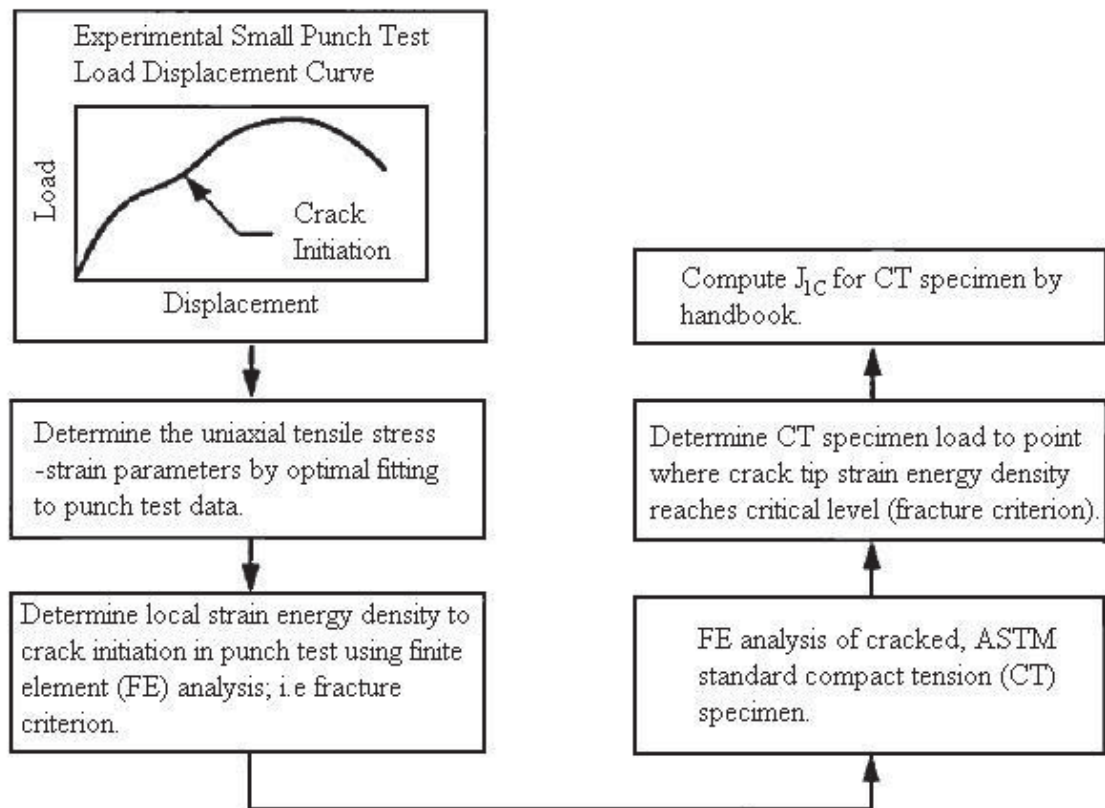 Experimental Small Punch Test
Load Displacement Curve
Load
Crack
Initiation
Displacement
Determine the uniaxial tensile stress
-strain parameters by optimal fitting
to punch test data.
Determine local strain energy density to
crack initiation in punch test using finite
element (FE) analysis; i.e fracture
criterion.
FE analysis of cracked, ASTM
standard compact tension (CT)
specimen.
Determine CT specimen load to point
where crack tip strain energy density
reaches critical level (fracture criterion).
Compute J1C for CT specimen by
handbook.